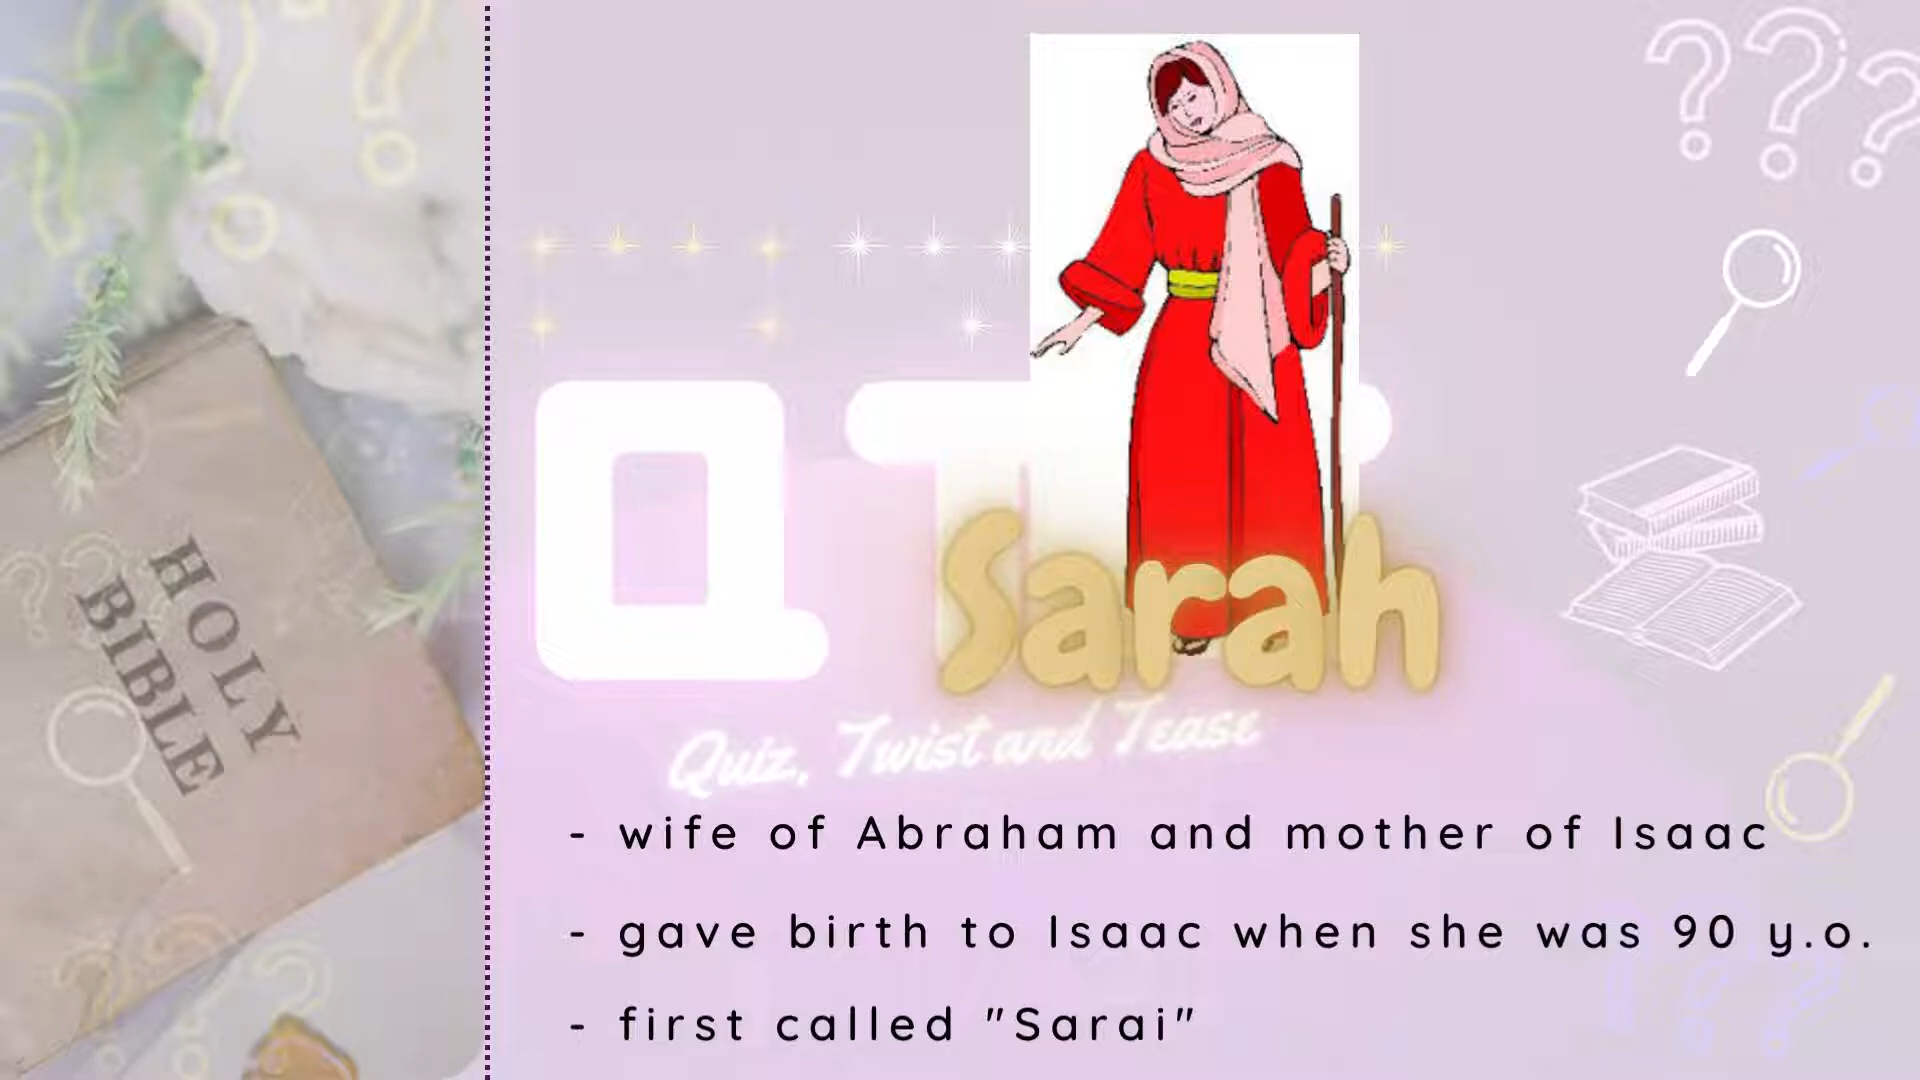 HOLY
BIBLE
Q T
Sarah
Quiz, Twist and Tease
- wife of Abraham and mother of Isaac
- gave birth to Isaac when she was 90 y.o.
- first called "Sarai"